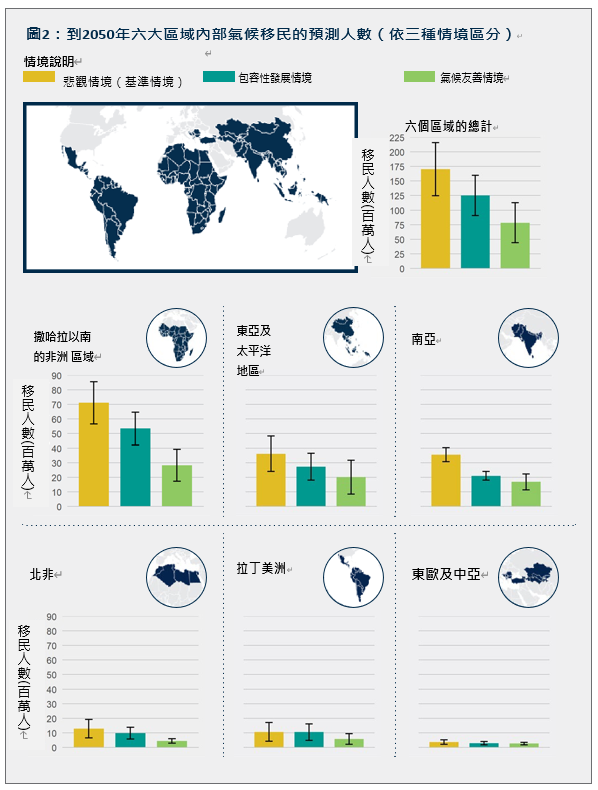 圖2：到2050年六大區域內部氣候移民的預測人數（依三種情境區分）
情境說明
悲觀情境（基準情境）
包容性發展情境
氣候友善情境
六個區域的總計
移民人數(百萬人)
225
200
175
150
125
100
75
50
25
0
撒哈拉以南
的非洲 區域
東亞及
太平洋
地區
南亞
移民人數(百萬人)
90
80
70
60
50
40
30
20
10
0
北非
拉丁美洲
東歐及中亞
移民人數(百萬人)
90
80
70
60
50
40
30
20
10
0